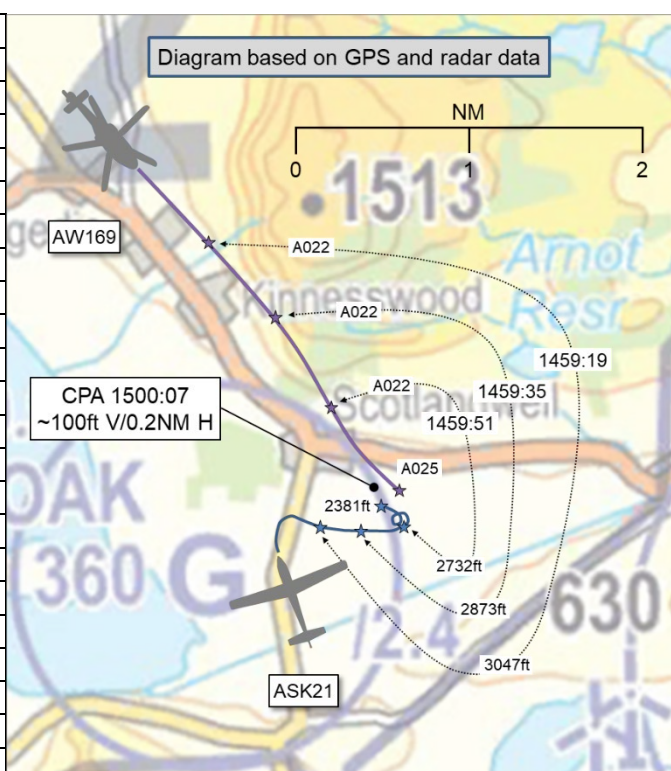 Diagram based on GPS and radar data
NM
0
1
2
1513
AW169
A022
Arnot
Resr
Kinnesswood
A022
1459:19
1459:35
A022
Scotlandwell
1459:51
CPA 1500:07
~100ft V/0.2NM H
A025
2381ft
OAK
360 G
2732ft
2873ft
630
/2.4
3047ft
ASK21